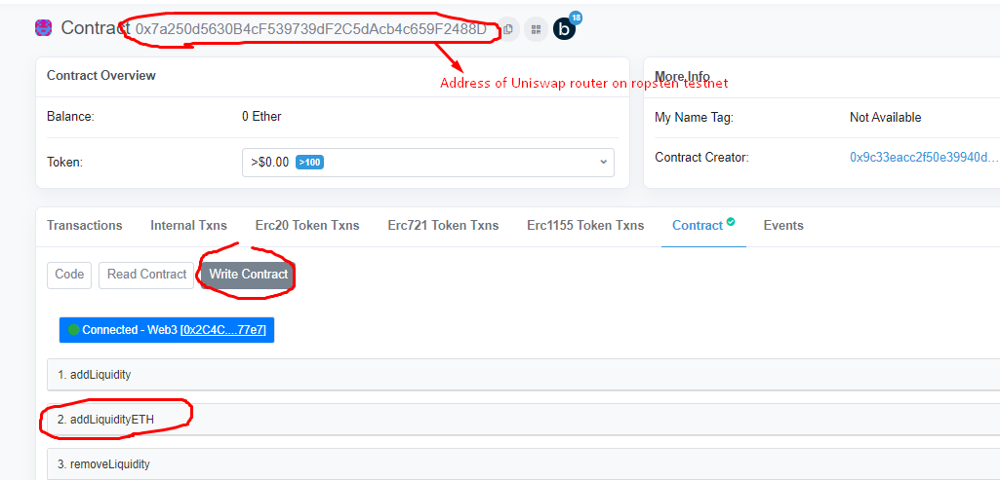 Contract 0x7a250d5630B4cF539739dF2C5dAcb4c659F2488D
b
18
Address of Uniswap router on ropsten testnet
Contract Overview
Balance: 0 Ether
Token: >$0.00 >100
More Info
My Name Tag: Not Available
Contract Creator: 0x9c33eacc2f50e39940d...
Transactions Internal Txns Erc20 Token Txns Erc721 Token Txns Erc1155 Token Txns Contract Events
Code Read Contract Write Contract
Connected - Web3 [0x2C4C....77e7]
1. addLiquidity
2. addLiquidityETH
3. removeLiquidity